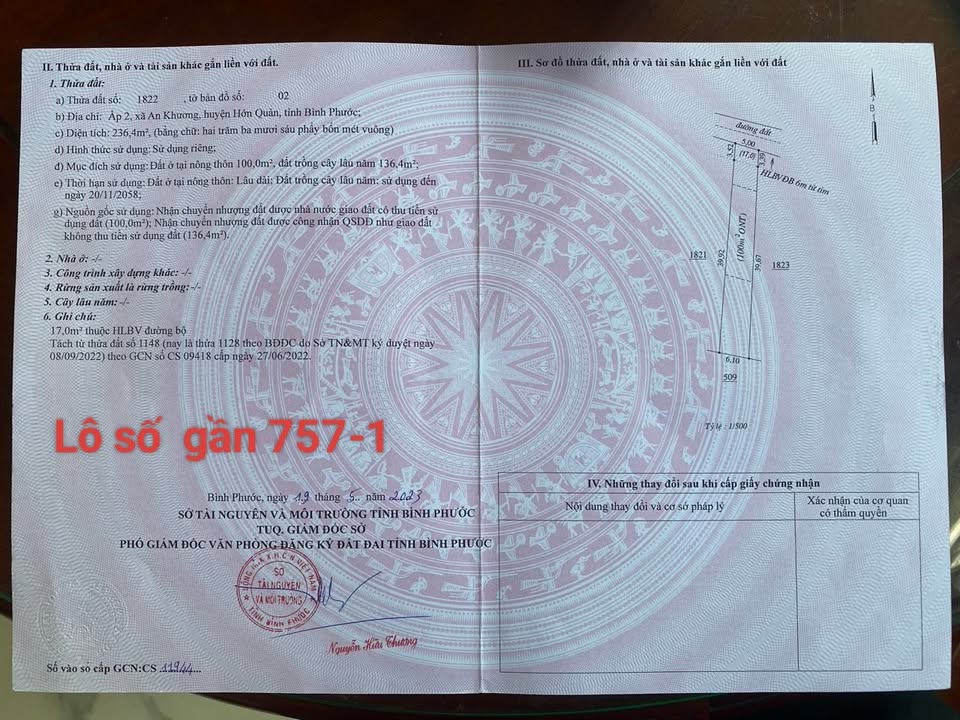 II. Thửa đất, nhà ở và tài sản khác gắn liền với đất.
1. Thửa đất:
a) Thửa đất số: 1822 , tờ bản đồ số: 02
b) Địa chỉ: Ấp 2, xã An Khương, huyện Hớn Quản, tỉnh Bình Phước;
c) Diện tích: 236,4m², (bằng chữ: hai trăm ba mươi sáu phẩy bốn mét vuông)
d) Hình thức sử dụng: Sử dụng riêng;
đ) Mục đích sử dụng: Đất ở tại nông thôn 100,0m², đất trồng cây lâu năm 136,4m²;
e) Thời hạn sử dụng: Đất ở tại nông thôn: Lâu dài: Đất trồng cây lâu năm: sử dụng đến
ngày 20/11/2058;
g) Nguồn gốc sử dụng: Nhận chuyển nhượng đất được nhà nước giao đất có thu tiền sử
dụng đất (100,0m²); Nhận chuyển nhượng đất được công nhận QSDĐ như giao đất
không thu tiền sử dụng đất (136,4m²).
2. Nhà ở: -/-
3. Công trình xây dựng khác: -/-
4. Rừng sản xuất là rừng trồng:-/-
5. Cây lâu năm: -/-
6. Ghi chú:
17,0m² thuộc HLBV đường bộ
Tách từ thửa đất số 1148 (nay là thửa 1128 theo BĐĐC do Sở TN&MT ký duyệt ngày
08/09/2022) theo GCN số CS 09418 cấp ngày 27/06/2022.
Lô số gần 757-1
Bình Phước, ngày 19 tháng .5.. năm 2023
SỞ TÀI NGUYÊN VÀ MÔI TRƯỜNG TỈNH BÌNH PHƯỚC
TUQ. GIÁM ĐỐC SỞ
PHÓ GIÁM ĐỐC VĂN PHÒNG ĐĂNG KÝ ĐẤT ĐAI TỈNH BÌNH PHƯỚC
SỞ
TÀI NGUYÊN
VÀ MÔI TRƯỜNG
TỈNH BÌNH PHƯỚC
Nguyễn Hữu Thương
Số vào sổ cấp GCN:CS .11944...
III. Sơ đồ thửa đất, nhà ở và tài sản khác gắn liền với đất
B
đường đất
5,00
3,52
(17,0)
3,39
HLBVĐB 6m từ tim
(100m² ONT)
1821
39,92
39,67
1823
6,10
509
Tỷ lệ : 1/500
IV. Những thay đổi sau khi cấp giấy chứng nhận
Nội dung thay đổi và cơ sở pháp lý
Xác nhận của cơ quan
có thẩm quyền